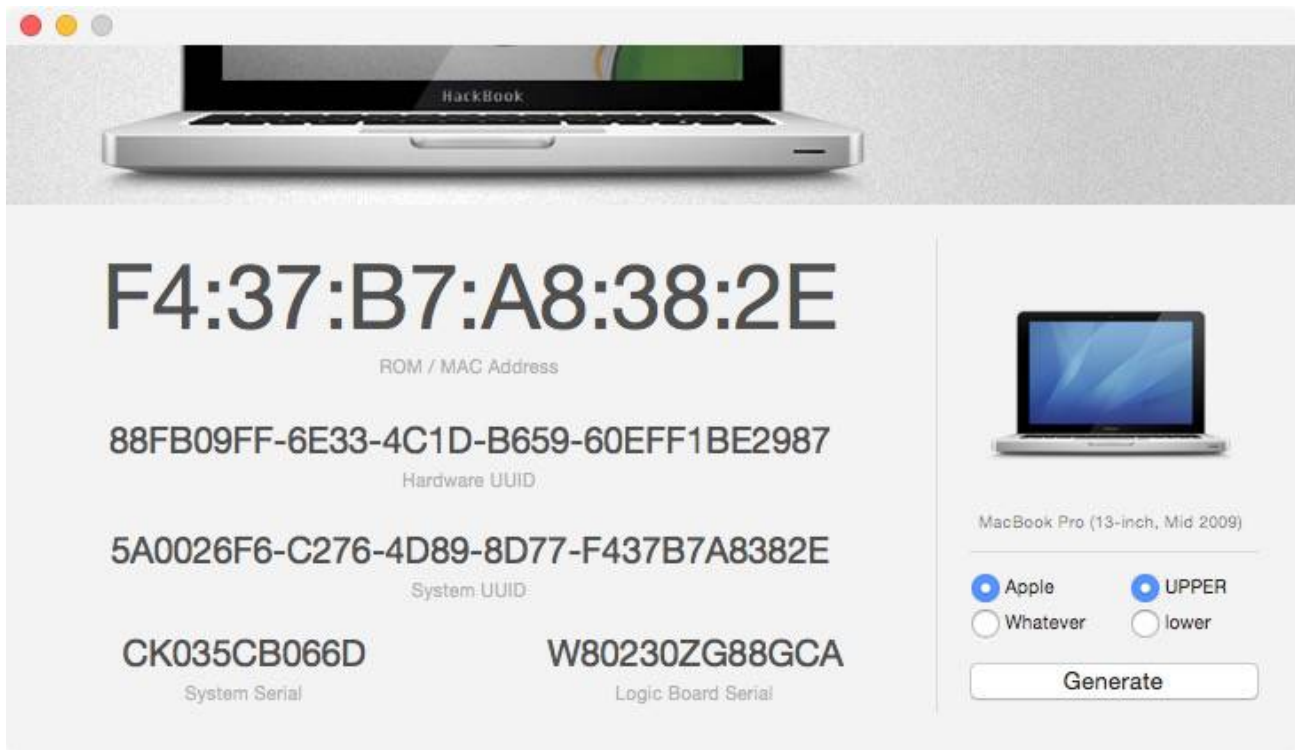 HackBook
F4:37:B7:A8:38:2E
ROM / MAC Address
88FB09FF-6E33-4C1D-B659-60EFF1BE2987
Hardware UUID
5A0026F6-C276-4D89-8D77-F437B7A8382E
System UUID
CK035CB066D W80230ZG88GCA
System Serial Logic Board Serial
MacBook Pro (13-inch, Mid 2009)
Apple UPPER
Whatever lower
Generate